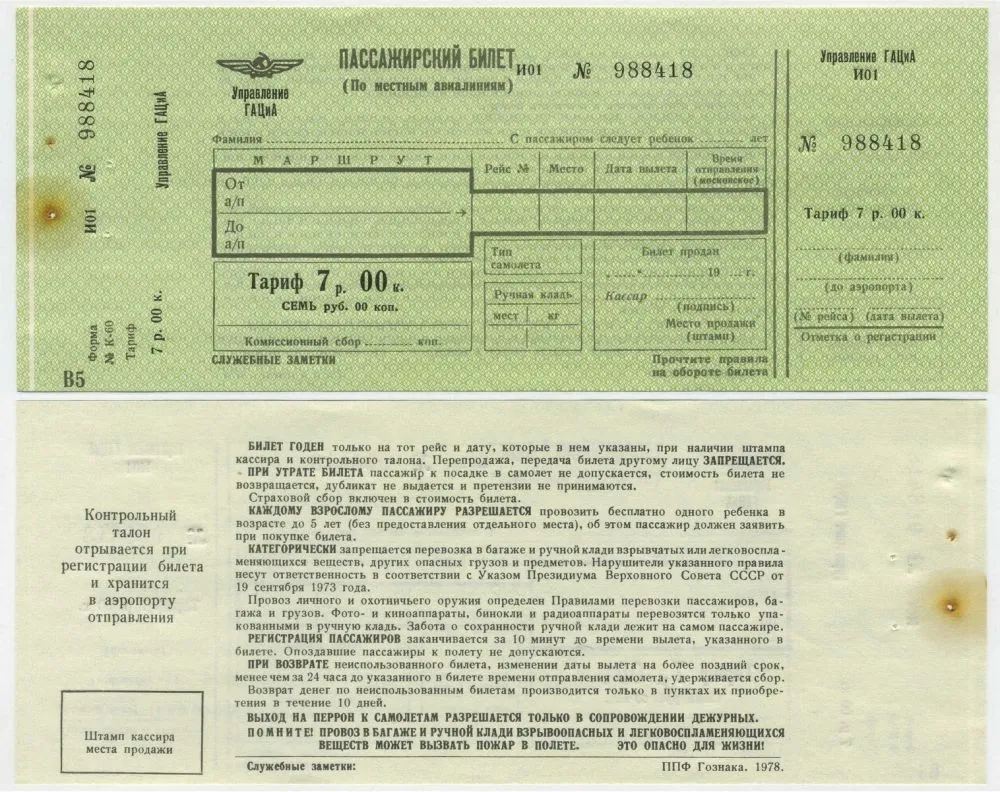 И01 № 988418
Управление ГАЦиА
Форма
№ К-60
Тариф
7 р. 00 к.
В5
Управление
ГАЦиА
ПАССАЖИРСКИЙ БИЛЕТ И01 № 988418
(По местным авиалиниям)
Фамилия С пассажиром следует ребенок лет
МАРШРУТ
Рейс № Место Дата вылета Время
отправления
(московское)
От
а/п
До
а/п
Тариф 7 р. 00 к.
СЕМЬ руб. 00 коп.
Комиссионный сбор коп.
СЛУЖЕБНЫЕ ЗАМЕТКИ
Тип
самолета
Ручная кладь
мест кг
Билет продан
„ “ 19 г.
Кассир
(подпись)
Место продажи
(штамп)
Прочтите правила
на обороте билета
Управление ГАЦиА
И01
№ 988418
Тариф 7 р. 00 к.
(фамилия)
(до аэропорта)
(№ рейса) (дата вылета)
Отметка о регистрации
Контрольный
талон
отрывается при
регистрации билета
и хранится
в аэропорту
отправления
Штамп кассира
места продажи
БИЛЕТ ГОДЕН только на тот рейс и дату, которые в нем указаны, при наличии штампа
кассира и контрольного талона. Перепродажа, передача билета другому лицу ЗАПРЕЩАЕТСЯ.
ПРИ УТРАТЕ БИЛЕТА пассажир к посадке в самолет не допускается, стоимость билета не
возвращается, дубликат не выдается и претензии не принимаются.
Страховой сбор включен в стоимость билета.
КАЖДОМУ ВЗРОСЛОМУ ПАССАЖИРУ РАЗРЕШАЕТСЯ провозить бесплатно одного ребенка в
возрасте до 5 лет (без предоставления отдельного места), об этом пассажир должен заявить
при покупке билета.
КАТЕГОРИЧЕСКИ запрещается перевозка в багаже и ручной клади взрывчатых или легковоспла-
меняющихся веществ, других опасных грузов и предметов. Нарушители указанного правила
несут ответственность в соответствии с Указом Президиума Верховного Совета СССР от
19 сентября 1973 года.
Провоз личного и охотничьего оружия определен Правилами перевозки пассажиров, ба-
гажа и грузов. Фото- и киноаппараты, бинокли и радиоаппараты перевозятся только упа-
кованными в ручную кладь. Забота о сохранности ручной клади лежит на самом пассажире.
РЕГИСТРАЦИЯ ПАССАЖИРОВ заканчивается за 10 минут до времени вылета, указанного в
билете. Опоздавшие пассажиры к полету не допускаются.
ПРИ ВОЗВРАТЕ неиспользованного билета, изменении даты вылета на более поздний срок,
менее чем за 24 часа до указанного в билете времени отправления самолета, удерживается сбор.
Возврат денег по неиспользованным билетам производится только в пунктах их приобре-
тения в течение 10 дней.
ВЫХОД НА ПЕРРОН К САМОЛЕТАМ РАЗРЕШАЕТСЯ ТОЛЬКО В СОПРОВОЖДЕНИИ ДЕЖУРНЫХ.
ПОМНИТЕ! ПРОВОЗ В БАГАЖЕ И РУЧНОЙ КЛАДИ ВЗРЫВООПАСНЫХ И ЛЕГКОВОСПЛАМЕНЯЮЩИХСЯ
ВЕЩЕСТВ МОЖЕТ ВЫЗВАТЬ ПОЖАР В ПОЛЕТЕ. ЭТО ОПАСНО ДЛЯ ЖИЗНИ!
Служебные заметки: ППФ Гознака. 1978.